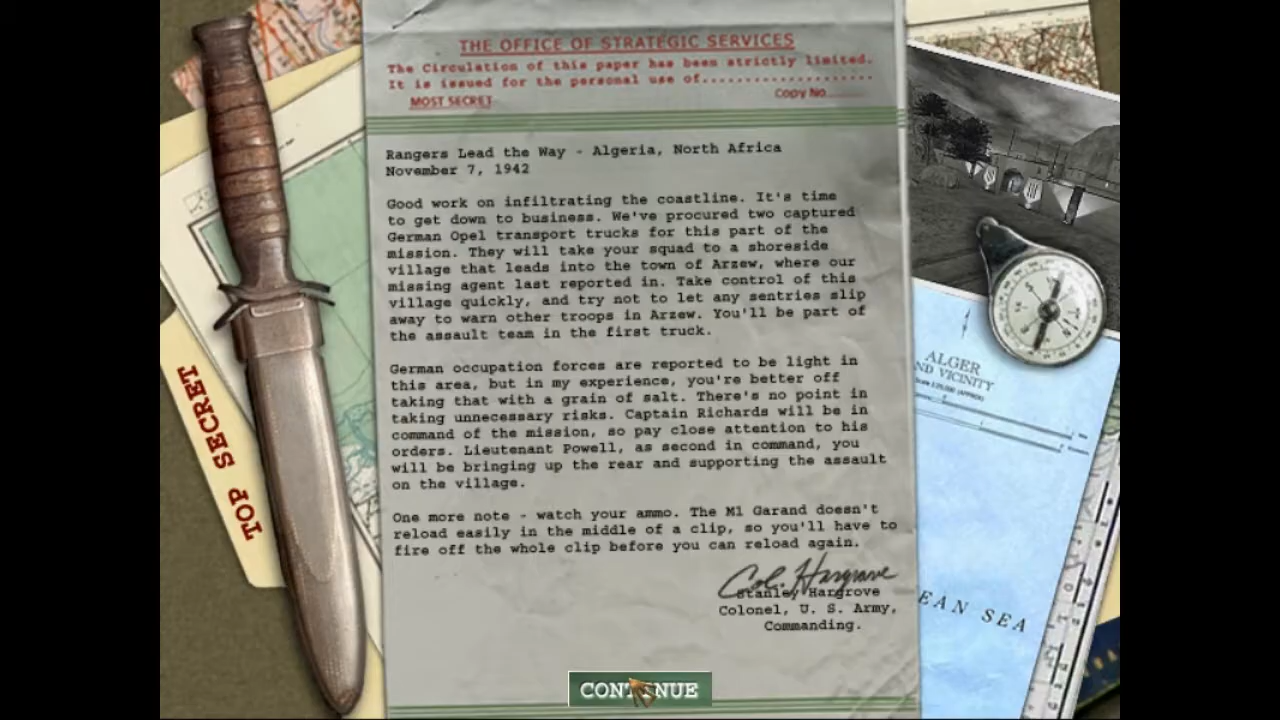 THE OFFICE OF STRATEGIC SERVICES
The Circulation of this paper has been strictly limited.
It is issued for the personal use of....................
MOST SECRET
Copy No.......
Rangers Lead the Way - Algeria, North Africa
November 7, 1942
Good work on infiltrating the coastline. It's time
to get down to business. We've procured two captured
German Opel transport trucks for this part of the
mission. They will take your squad to a shoreside
village that leads into the town of Arzew, where our
missing agent last reported in. Take control of this
village quickly, and try not to let any sentries slip
away to warn other troops in Arzew. You'll be part of
the assault team in the first truck.
German occupation forces are reported to be light in
this area, but in my experience, you're better off
taking that with a grain of salt. There's no point in
taking unnecessary risks. Captain Richards will be in
command of the mission, so pay close attention to his
orders. Lieutenant Powell, as second in command, you
will be bringing up the rear and supporting the assault
on the village.
One more note - watch your ammo. The M1 Garand doesn't
reload easily in the middle of a clip, so you'll have to
fire off the whole clip before you can reload again.
Col. Hargrave
Stanley Hargrove
Colonel, U. S. Army,
Commanding.
CONTINUE
TOP SECRET
ALGER
ND VICINITY
EAN SEA